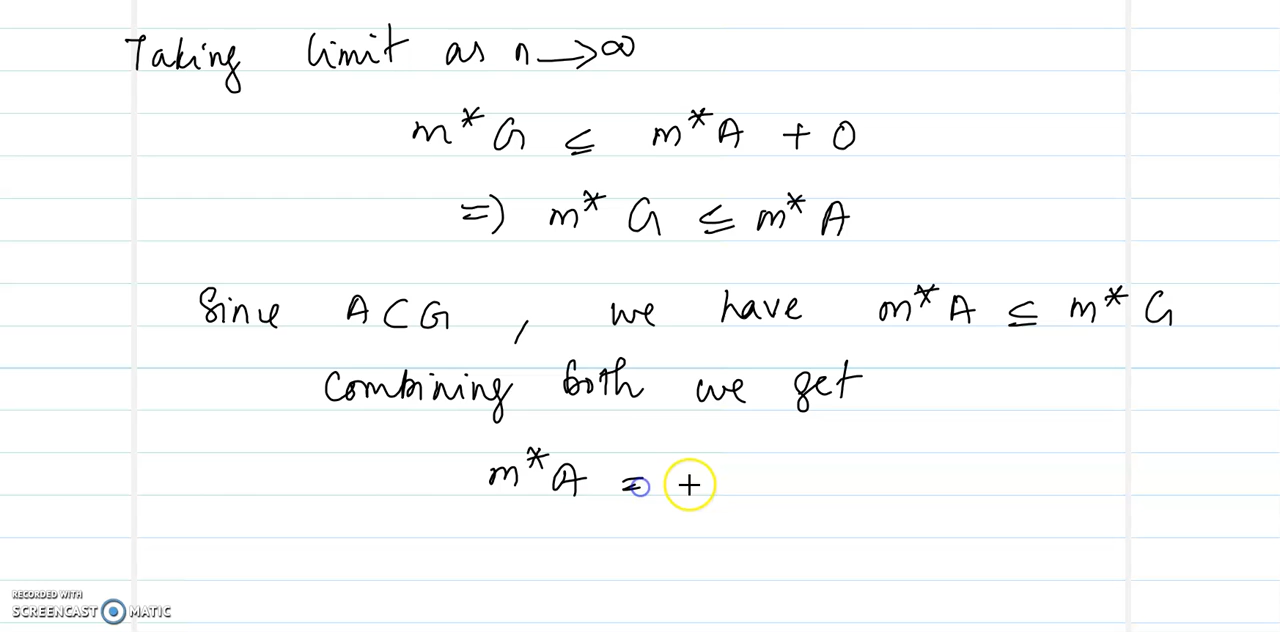 Taking limit as n → ∞
m* G ≤ m* A + 0
=) m* G ≤ m* A
Since A ⊂ G, we have m* A ≤ m* G
Combining both we get
m* A =
RECORDED WITH
SCREENCAST MATIC